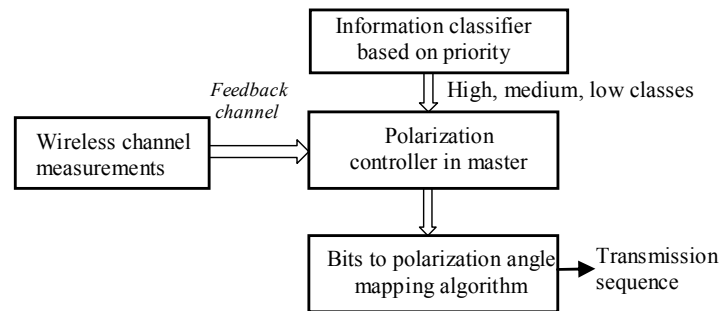 Information classifier
based on priority
High, medium, low classes
Feedback
channel
Wireless channel
measurements
Polarization
controller in master
Bits to polarization angle
mapping algorithm
Transmission
sequence